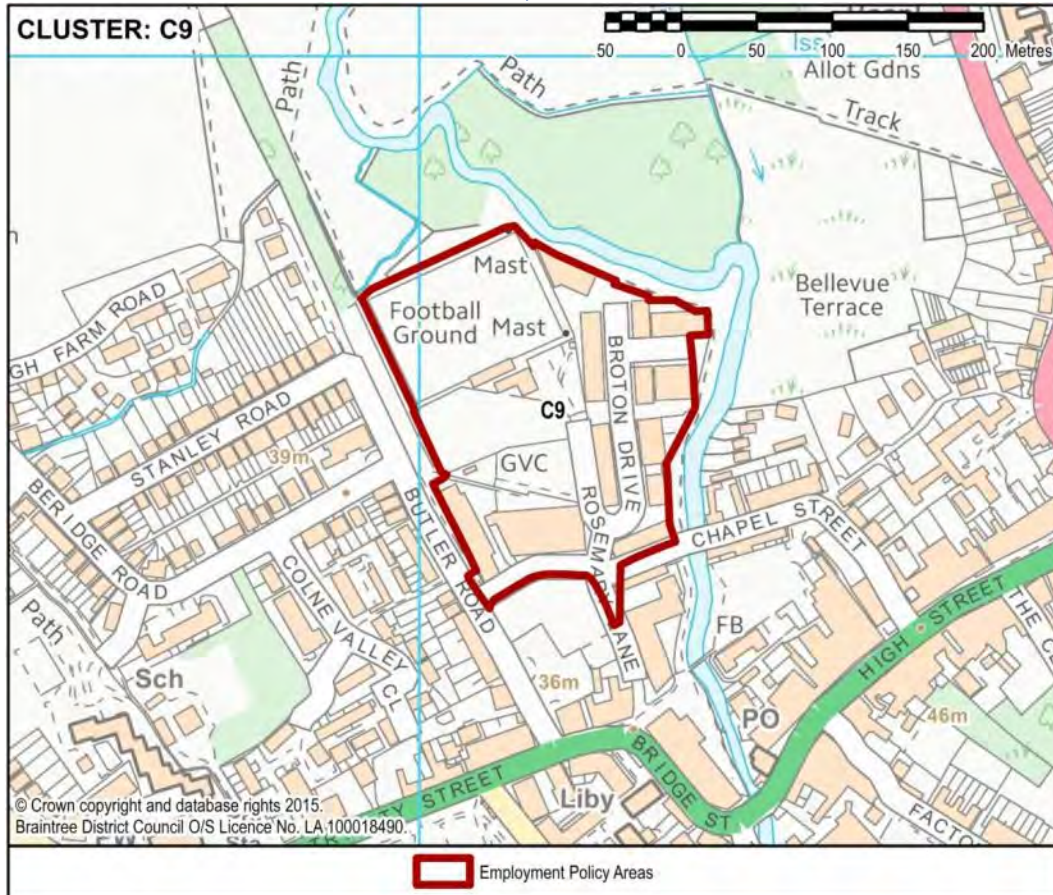 CLUSTER: C9
50 0 50 100 150 200 Metres
Path
Path
Allot Gdns
Track
Mast
Football
Ground
Mast
Bellevue
Terrace
GH FARM ROAD
BROTON DRIVE
C9
STANLEY ROAD
39m
GVC
ROSEMARY LANE
BERIDGE ROAD
BUTLER ROAD
CHAPEL STREET
COLNE VALLEY
CL
Path
FB
HIGH STREET
Sch
36m
PO
46m
BRIDGE
ST
STREET
Liby
© Crown copyright and database rights 2015.
Braintree District Council O/S Licence No. LA 100018490.
Employment Policy Areas